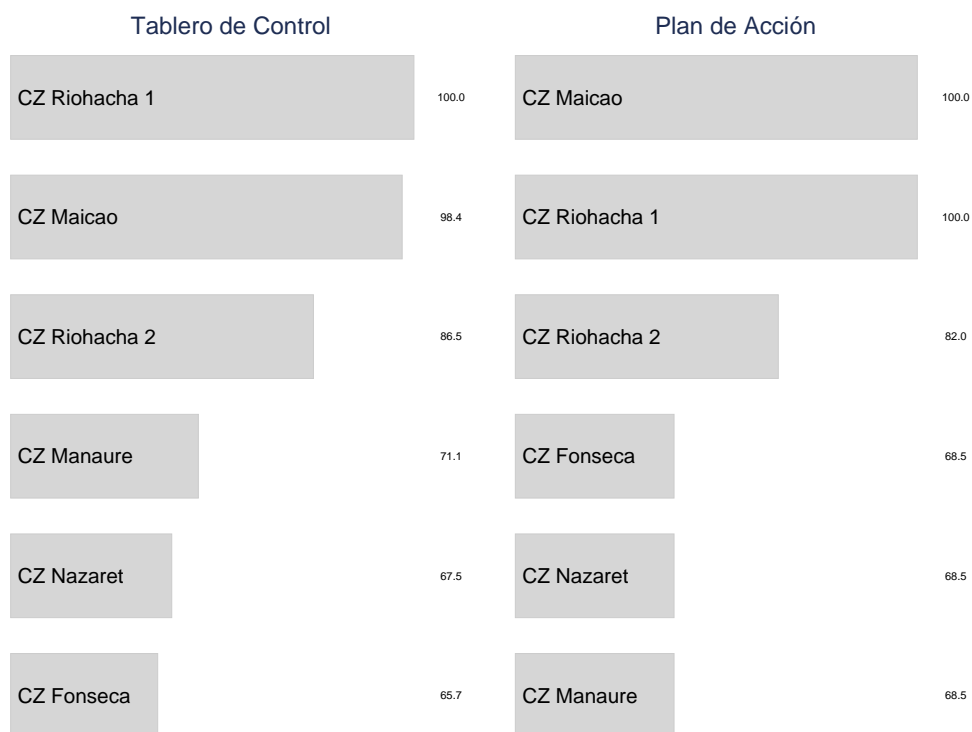 Tablero de Control
CZ Riohacha 1 100.0
CZ Maicao 98.4
CZ Riohacha 2 86.5
CZ Manaure 71.1
CZ Nazaret 67.5
CZ Fonseca 65.7
Plan de Acción
CZ Maicao 100.0
CZ Riohacha 1 100.0
CZ Riohacha 2 82.0
CZ Fonseca 68.5
CZ Nazaret 68.5
CZ Manaure 68.5